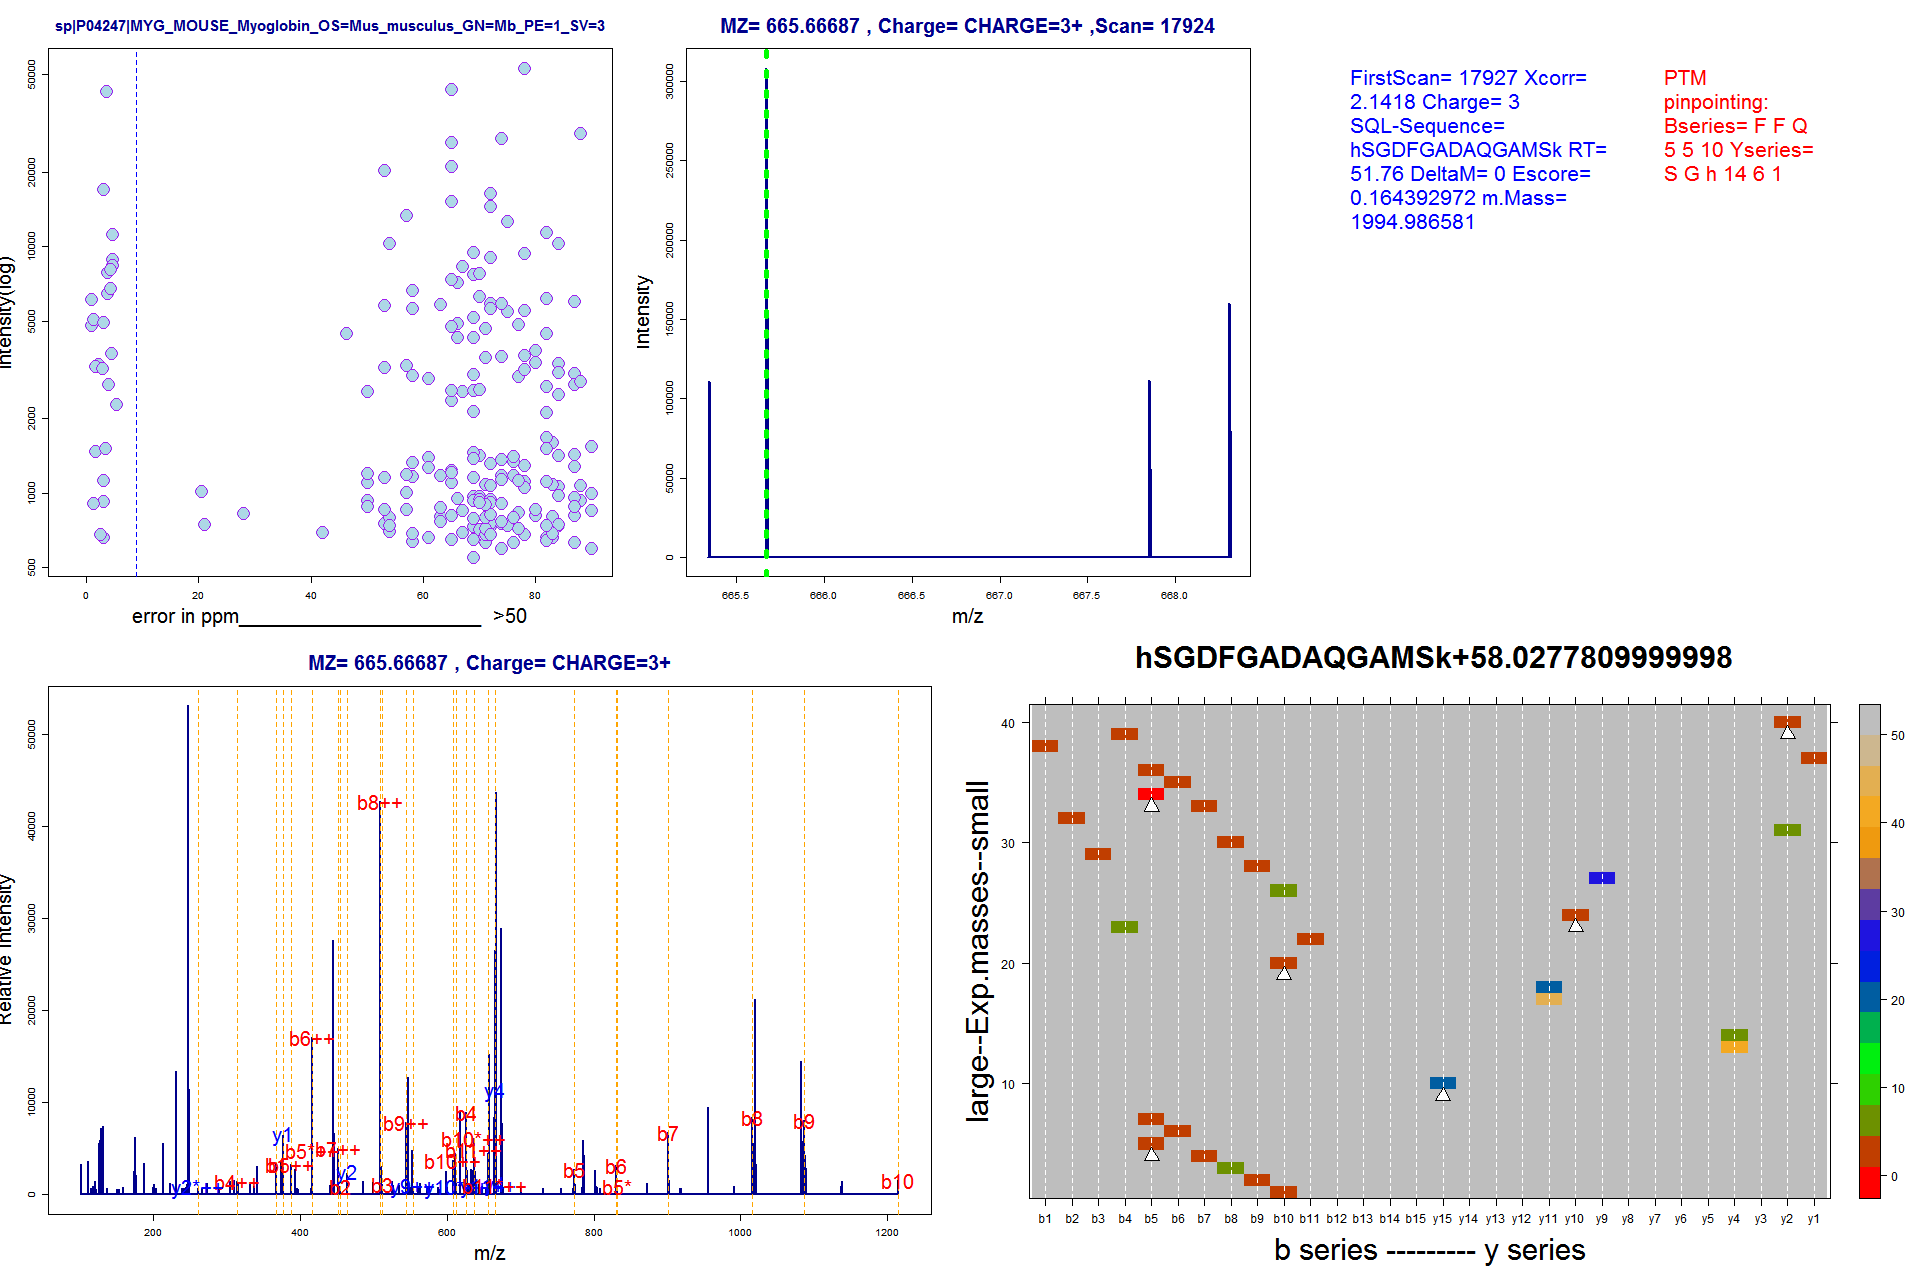 sp|P04247|MYG_MOUSE_Myoglobin_OS=Mus_musculus_GN=Mb_PE=1_SV=3
Intensity(log)
50000
20000
10000
5000
2000
1000
500
0 20 40 60 80
error in ppm______________________ >50
MZ= 665.66687 , Charge= CHARGE=3+ ,Scan= 17924
Intensity
300000
250000
200000
150000
100000
50000
0
665.5 666.0 666.5 667.0 667.5 668.0
m/z
FirstScan= 17927 Xcorr=
2.1418 Charge= 3
SQL-Sequence=
hSGDFGADAQGAMSk RT=
51.76 DeltaM= 0 Escore=
0.164392972 m.Mass=
1994.986581
PTM
pinpointing:
Bseries= F F Q
5 5 10 Yseries=
S G h 14 6 1
MZ= 665.66687 , Charge= CHARGE=3+
Relative Intensity
50000
40000
30000
20000
10000
0
b8++
b6++
y4
y1
b4
b9++
b8
b9
b7
b10*++
b5*
b7++
b10++
b5++
y2
b5
b6
b4++
b2
b3
b5*
b10
200 400 600 800 1000 1200
m/z
hSGDFGADAQGAMSk+58.0277809999998
large--Exp.masses--small
40
30
20
10
b1 b2 b3 b4 b5 b6 b7 b8 b9 b10 b11 b12 b13 b14 b15 y15 y14 y13 y12 y11 y10 y9 y8 y7 y6 y5 y4 y3 y2 y1
b series --------- y series
50
40
30
20
10
0